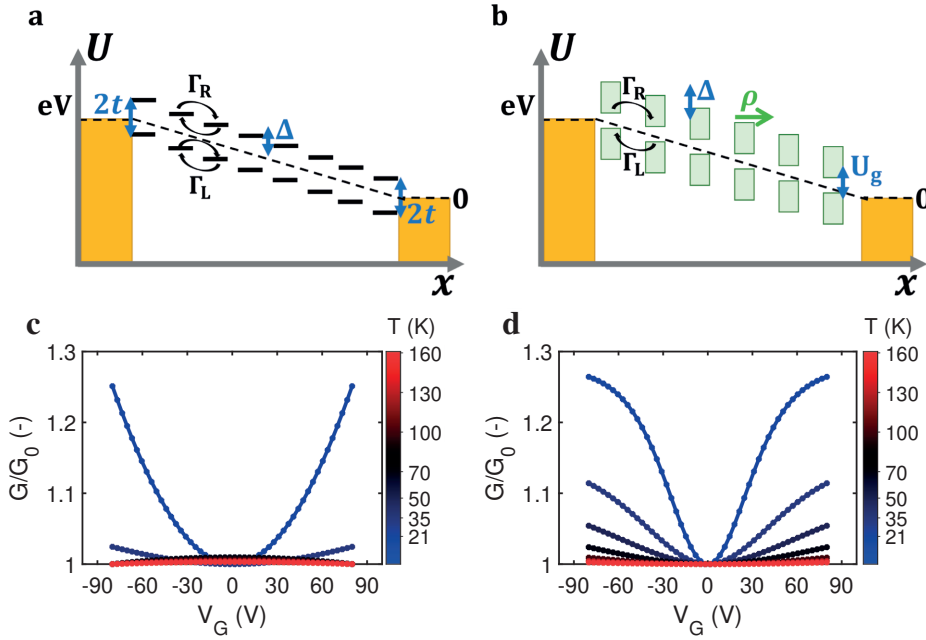 a
U
eV
2t
Γ_R
Γ_L
Δ
2t
0
x
b
U
eV
Γ_R
Γ_L
Δ
ρ
U_g
0
x
c
T (K)
G/G_0 (-)
1.3
1.2
1.1
1
-90 -60 -30 0 30 60 90
V_G (V)
160
130
100
70
50
35
21
d
T (K)
G/G_0 (-)
1.3
1.2
1.1
1
-90 -60 -30 0 30 60 90
V_G (V)
160
130
100
70
50
35
21